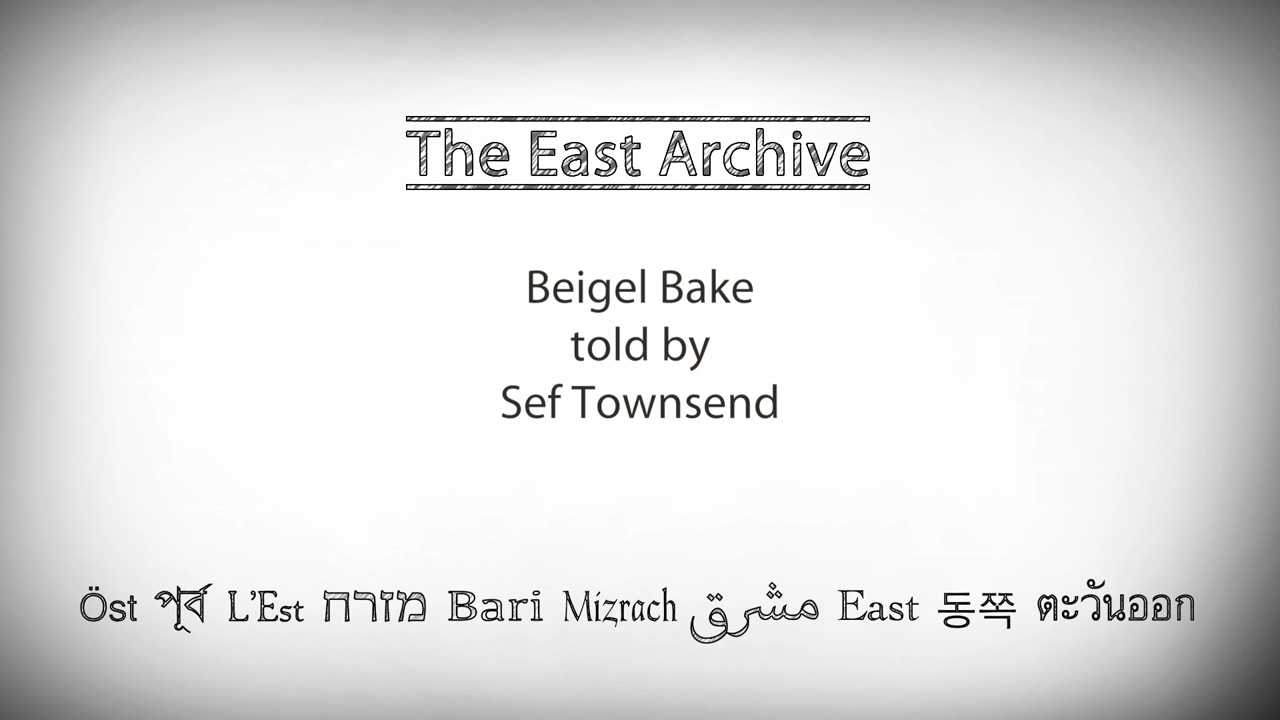 The East Archive
Beigel Bake
told by
Sef Townsend
Öst পূর্ব L'Est מזרח Bari Mizrach مشرق East 동쪽 ตะวันออก